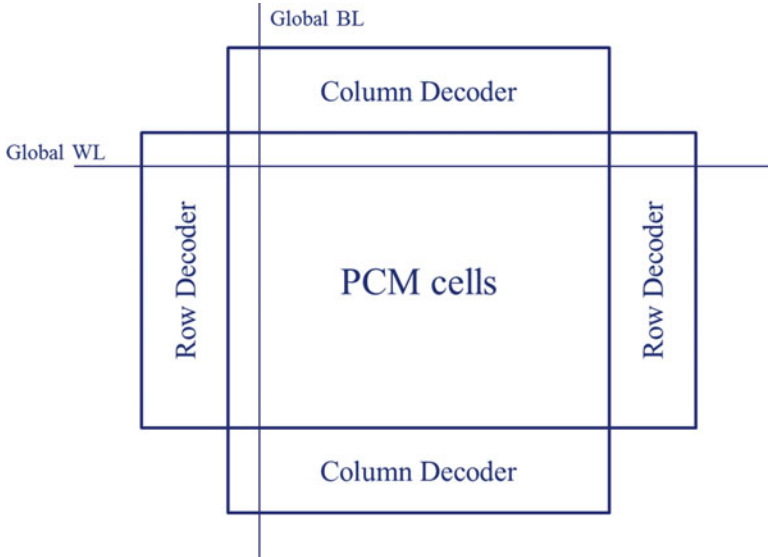 Global BL
Column Decoder
Global WL
Row Decoder
PCM cells
Row Decoder
Column Decoder